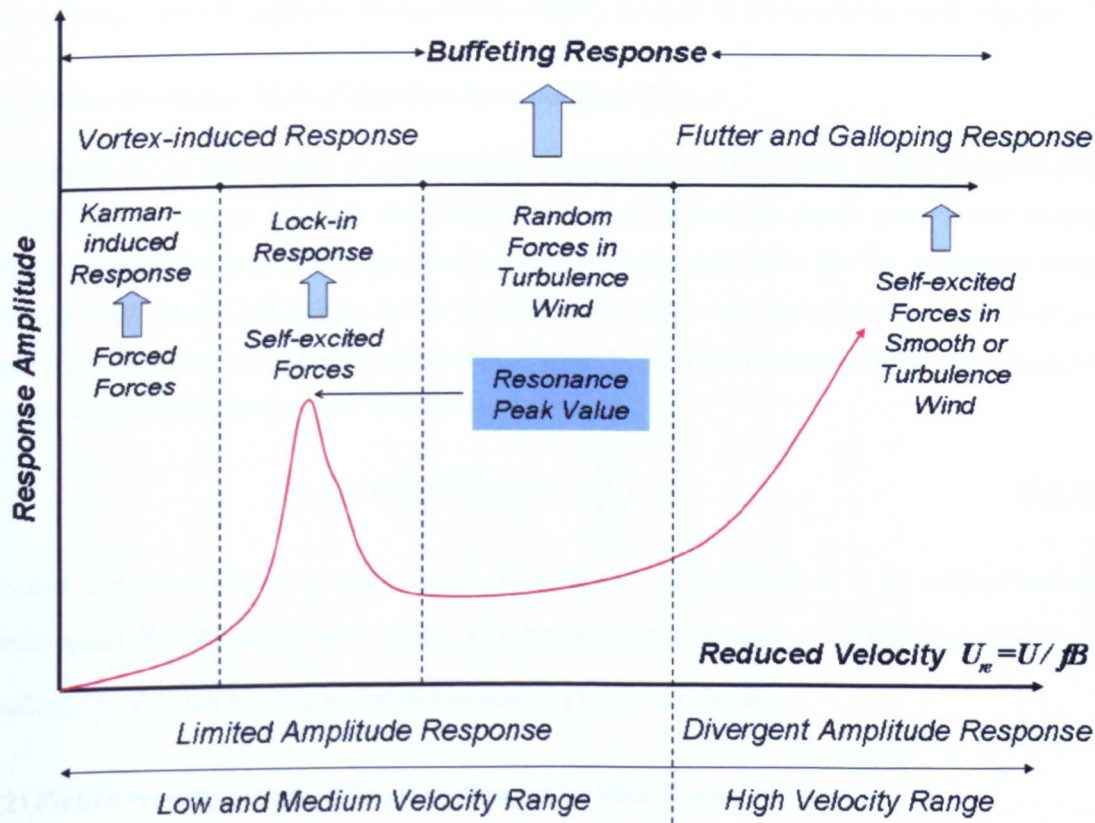 Buffeting Response
Vortex-induced Response
Flutter and Galloping Response
Karman-
induced
Response
Forced
Forces
Lock-in
Response
Self-excited
Forces
Random
Forces in
Turbulence
Wind
Self-excited
Forces in
Smooth or
Turbulence
Wind
Resonance
Peak Value
Response Amplitude
Reduced Velocity U_re=U/fB
Limited Amplitude Response
Divergent Amplitude Response
Low and Medium Velocity Range
High Velocity Range